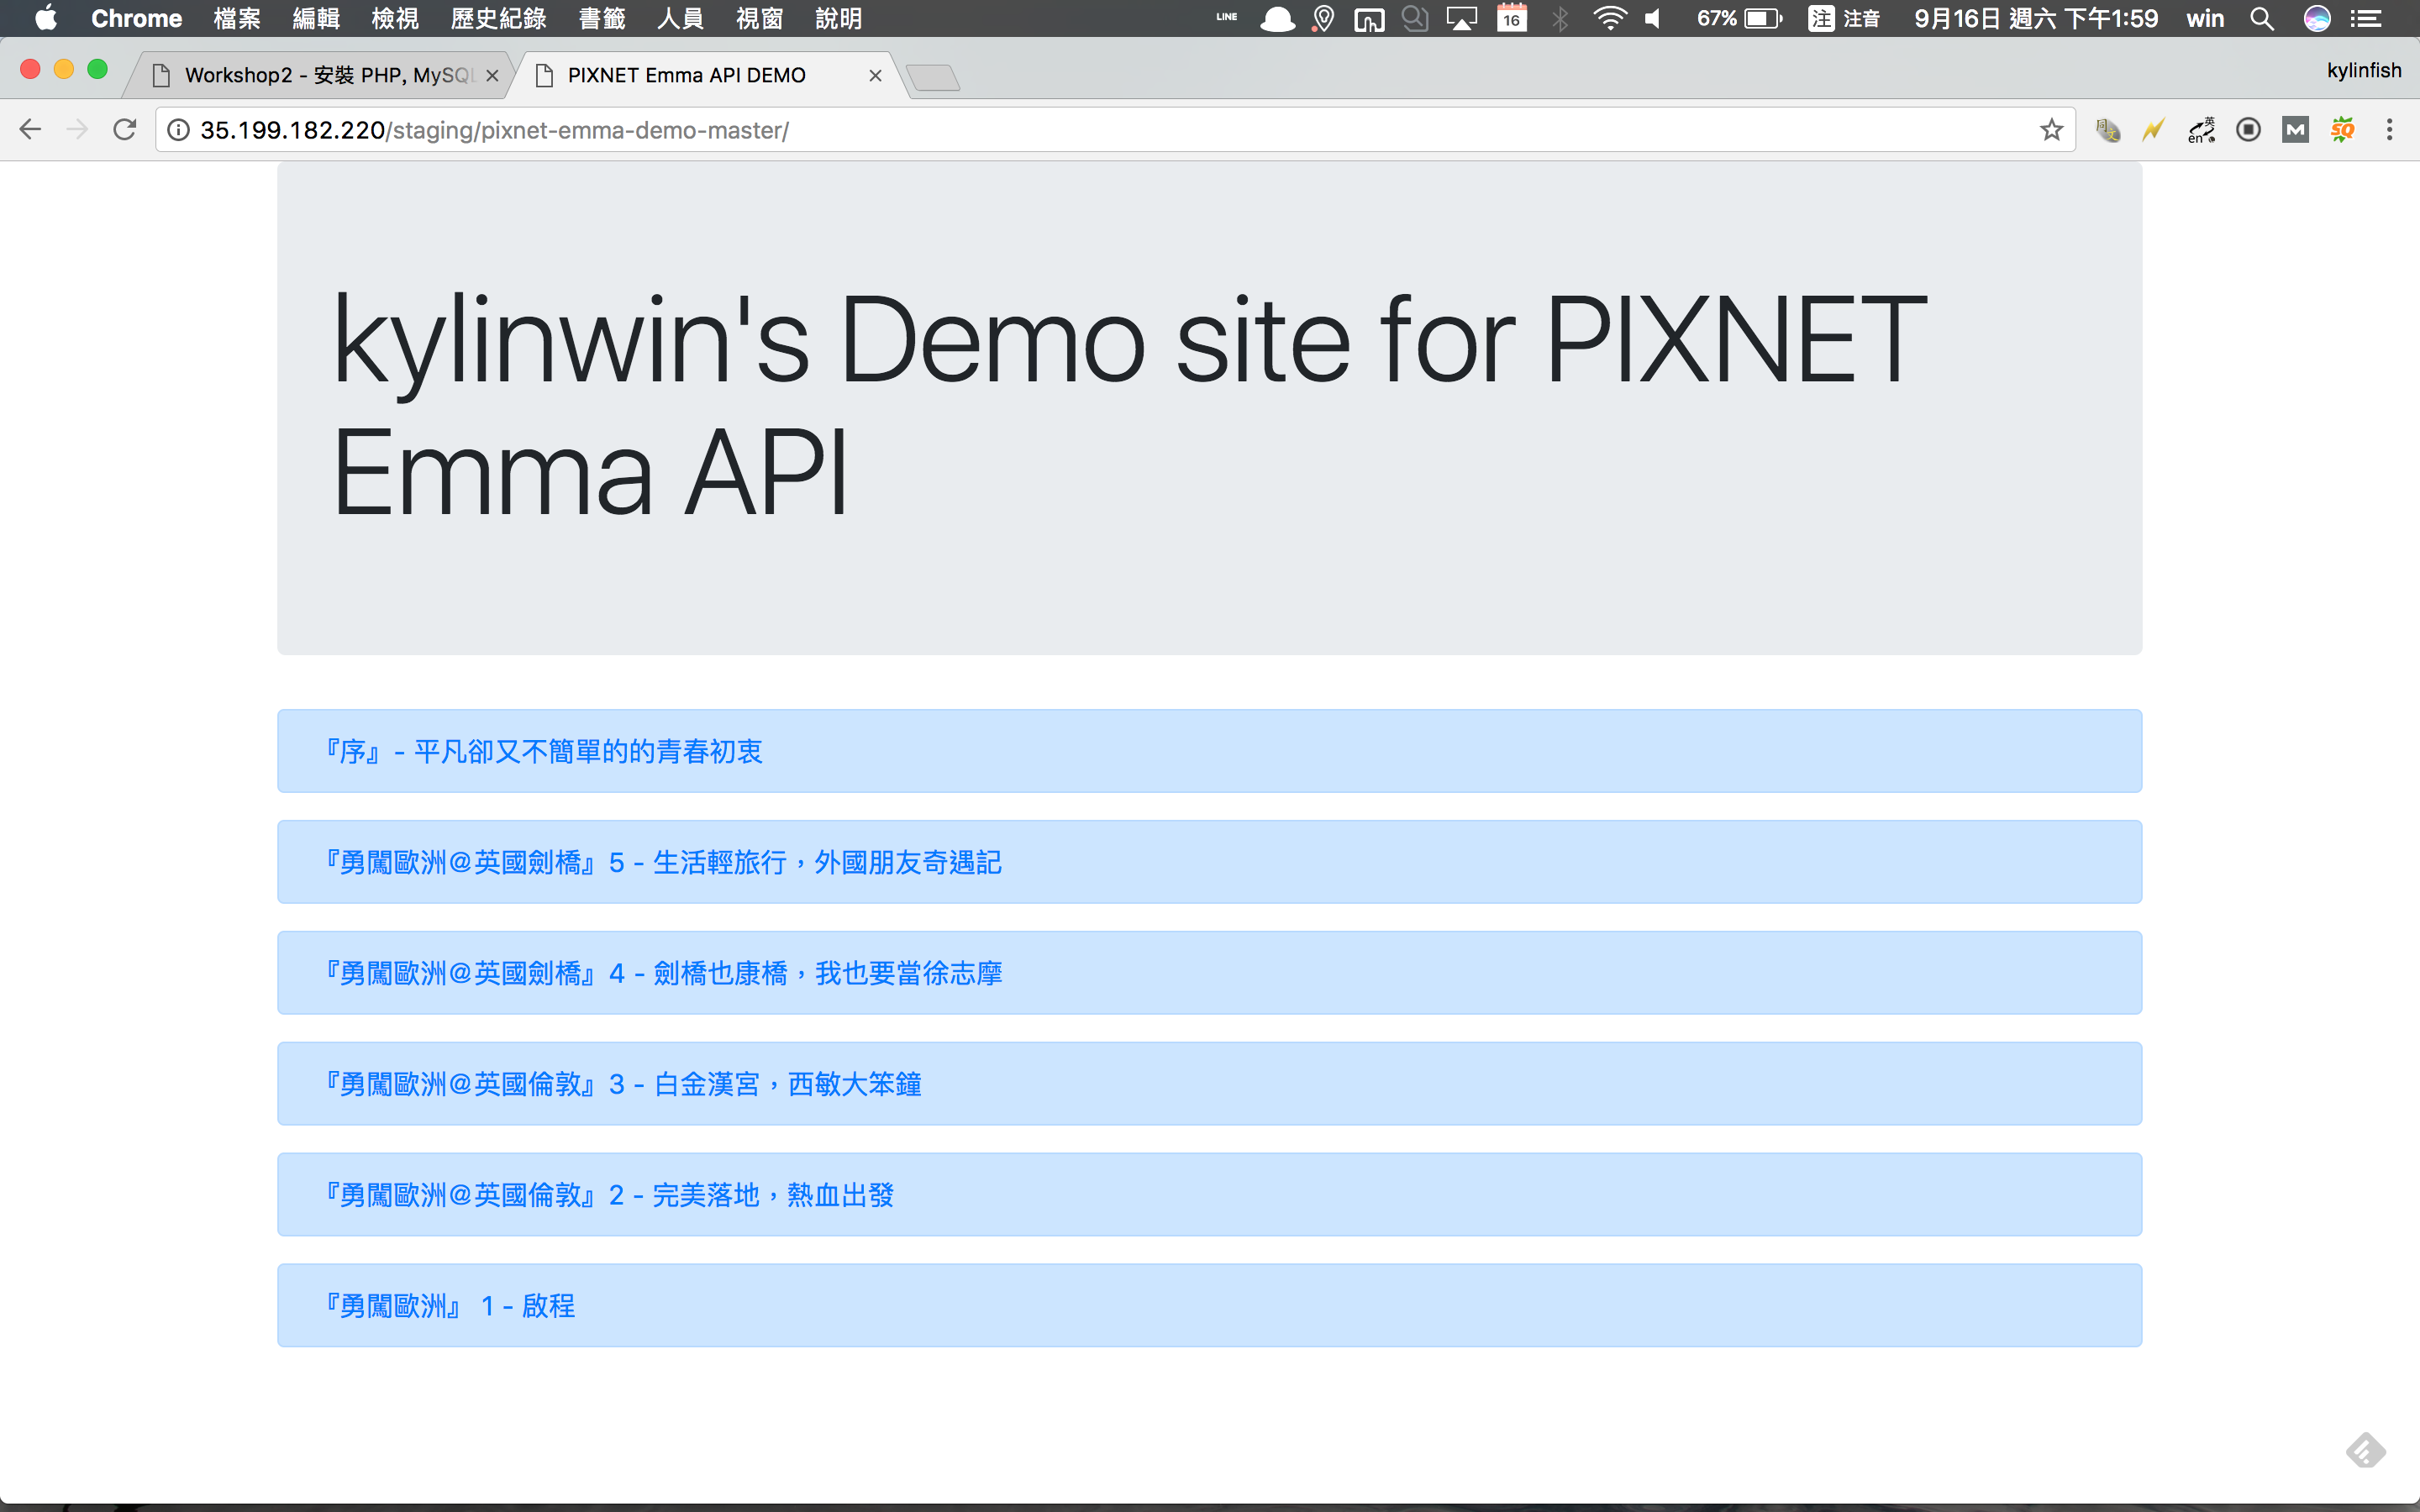 Chrome 檔案 編輯 檢視 歷史紀錄 書籤 人員 視窗 說明 LINE 16 67% 注 注音 9月16日 週六 下午1:59 win
Workshop2 - 安裝 PHP, MySQL PIXNET Emma API DEMO kylinfish
35.199.182.220/staging/pixnet-emma-demo-master/
kylinwin's Demo site for PIXNET
Emma API
『序』- 平凡卻又不簡單的的青春初衷
『勇闖歐洲@英國劍橋』5 - 生活輕旅行，外國朋友奇遇記
『勇闖歐洲@英國劍橋』4 - 劍橋也康橋，我也要當徐志摩
『勇闖歐洲@英國倫敦』3 - 白金漢宮，西敏大笨鐘
『勇闖歐洲@英國倫敦』2 - 完美落地，熱血出發
『勇闖歐洲』 1 - 啟程